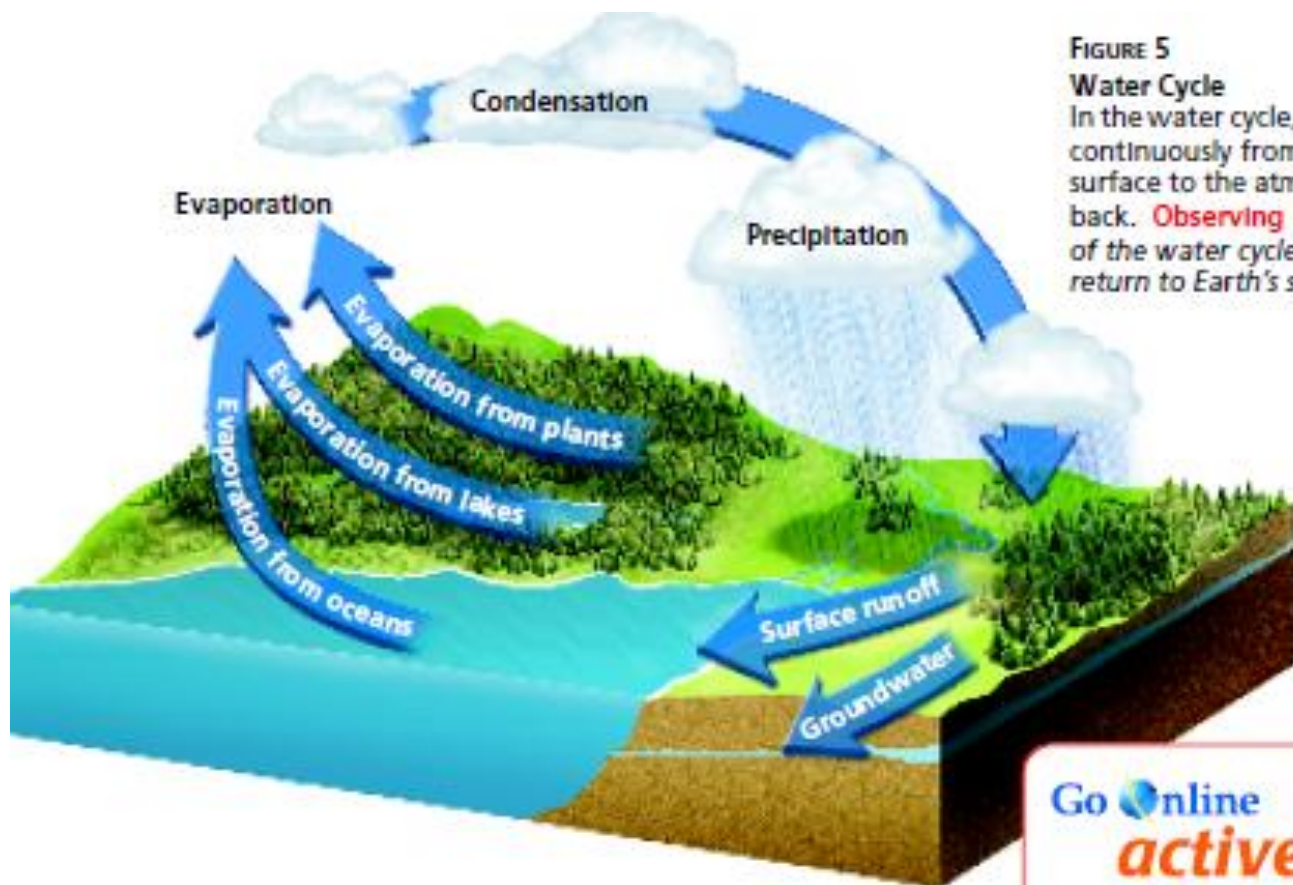 FIGURE 5
Water Cycle
In the water cycle,
continuously from
surface to the atm
back. Observing
of the water cycle
return to Earth's s
Condensation
Evaporation
Precipitation
Evaporation from plants
Evaporation from lakes
Evaporation from oceans
Surface runoff
Groundwater
Go Online
active